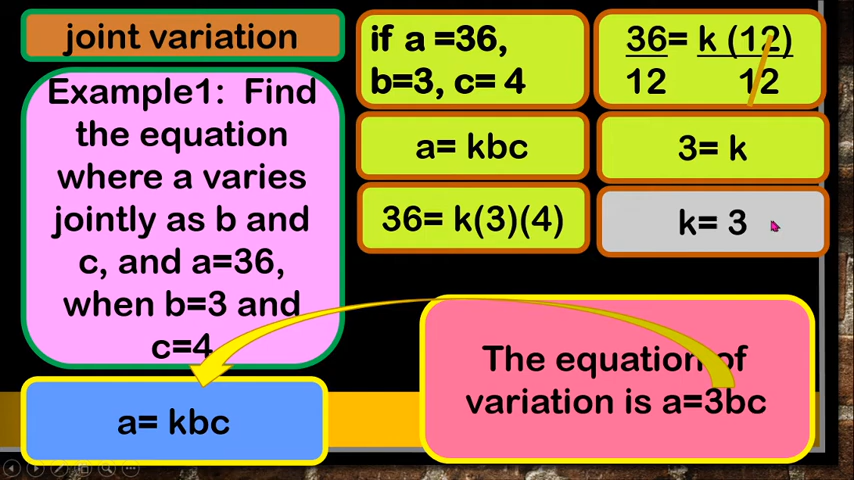 joint variation
Example1: Find
the equation
where a varies
jointly as b and
c, and a=36,
when b=3 and
c=4
a= kbc
if a =36,
b=3, c= 4
a= kbc
36= k(3)(4)
36= k (12)
12 12
3= k
k= 3
The equation of
variation is a=3bc